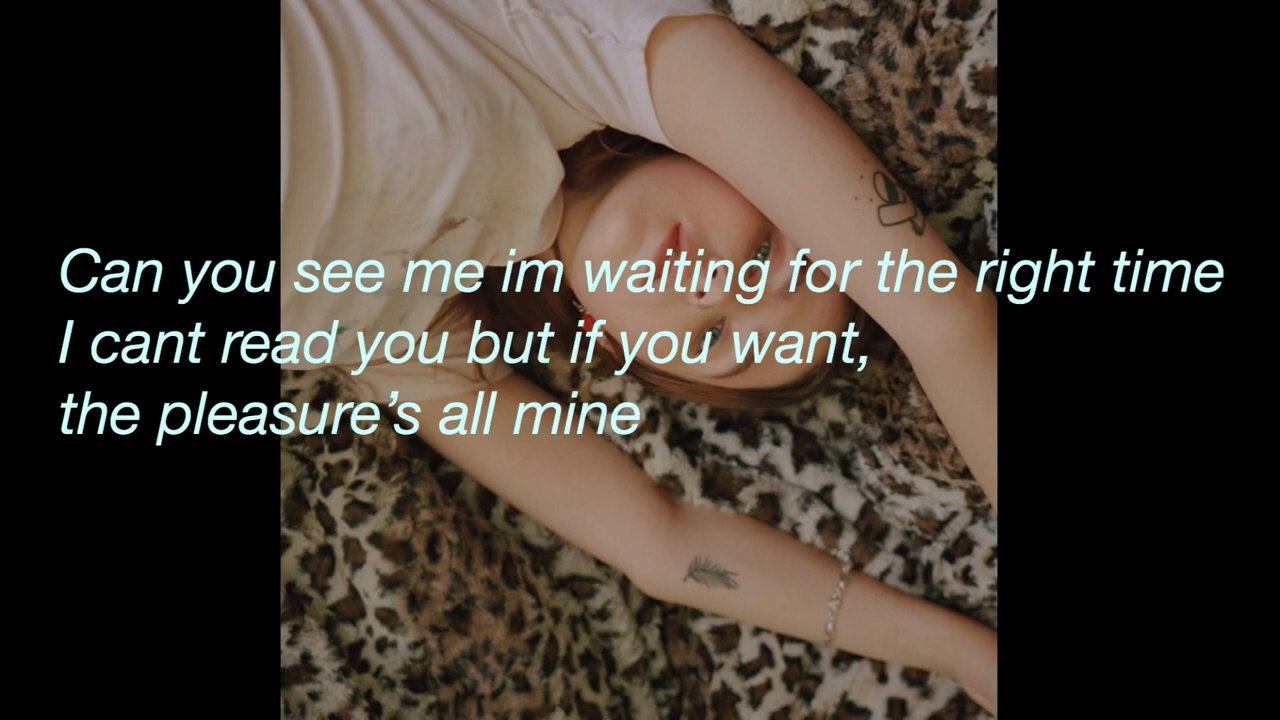 Can you see me im waiting for the right time
I cant read you but if you want,
the pleasure’s all mine